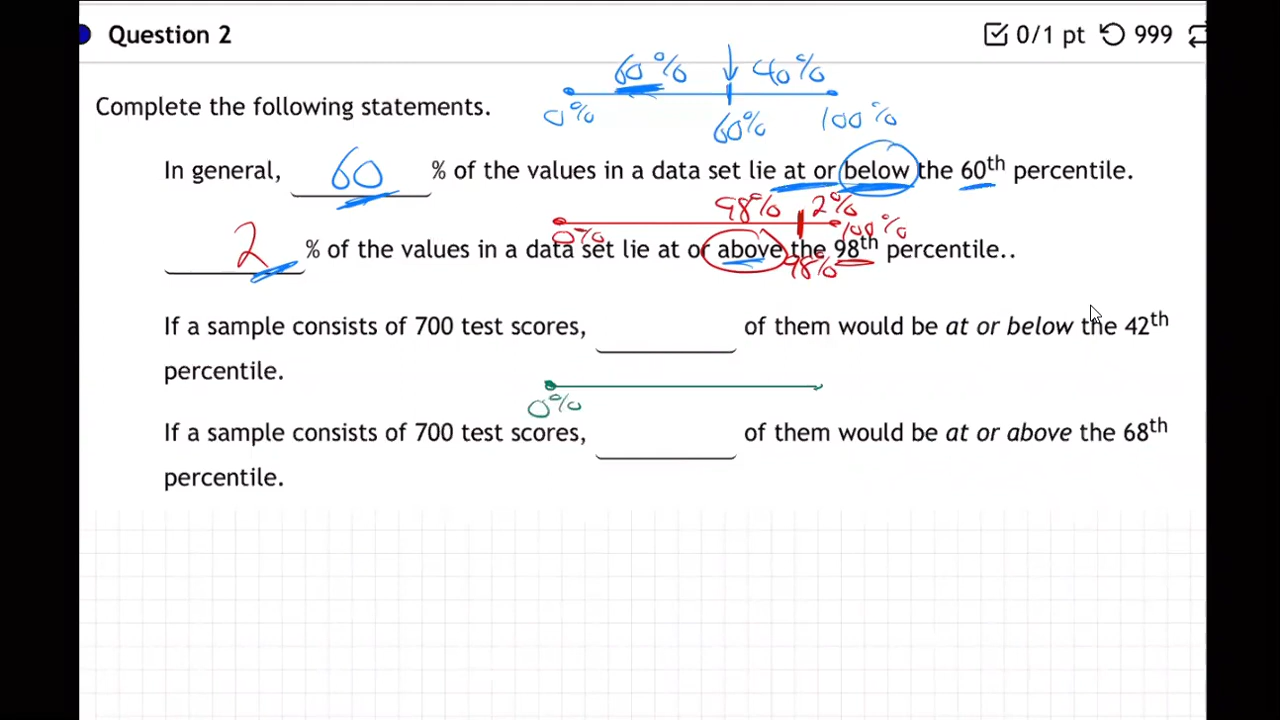 Question 2 0/1 pt 999
60% 40%
Complete the following statements.
0% 60% 100%
In general, 60 % of the values in a data set lie at or below the 60th percentile.
98% 2%
0% 100%
2 % of the values in a data set lie at or above the 98th percentile..
98%
If a sample consists of 700 test scores, of them would be at or below the 42th
percentile.
0%
If a sample consists of 700 test scores, of them would be at or above the 68th
percentile.